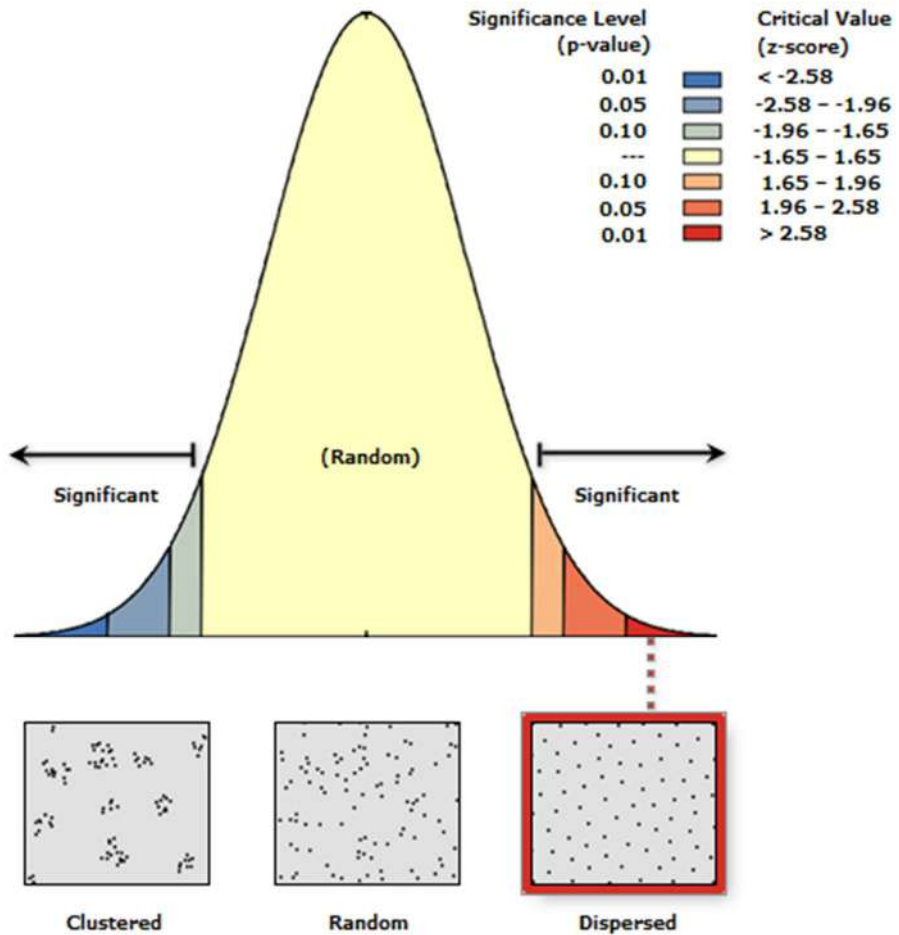 Significance Level Critical Value
(p-value) (z-score)
0.01 < -2.58
0.05 -2.58 – -1.96
0.10 -1.96 – -1.65
--- -1.65 – 1.65
0.10 1.65 – 1.96
0.05 1.96 – 2.58
0.01 > 2.58
(Random)
Significant Significant
Clustered Random Dispersed